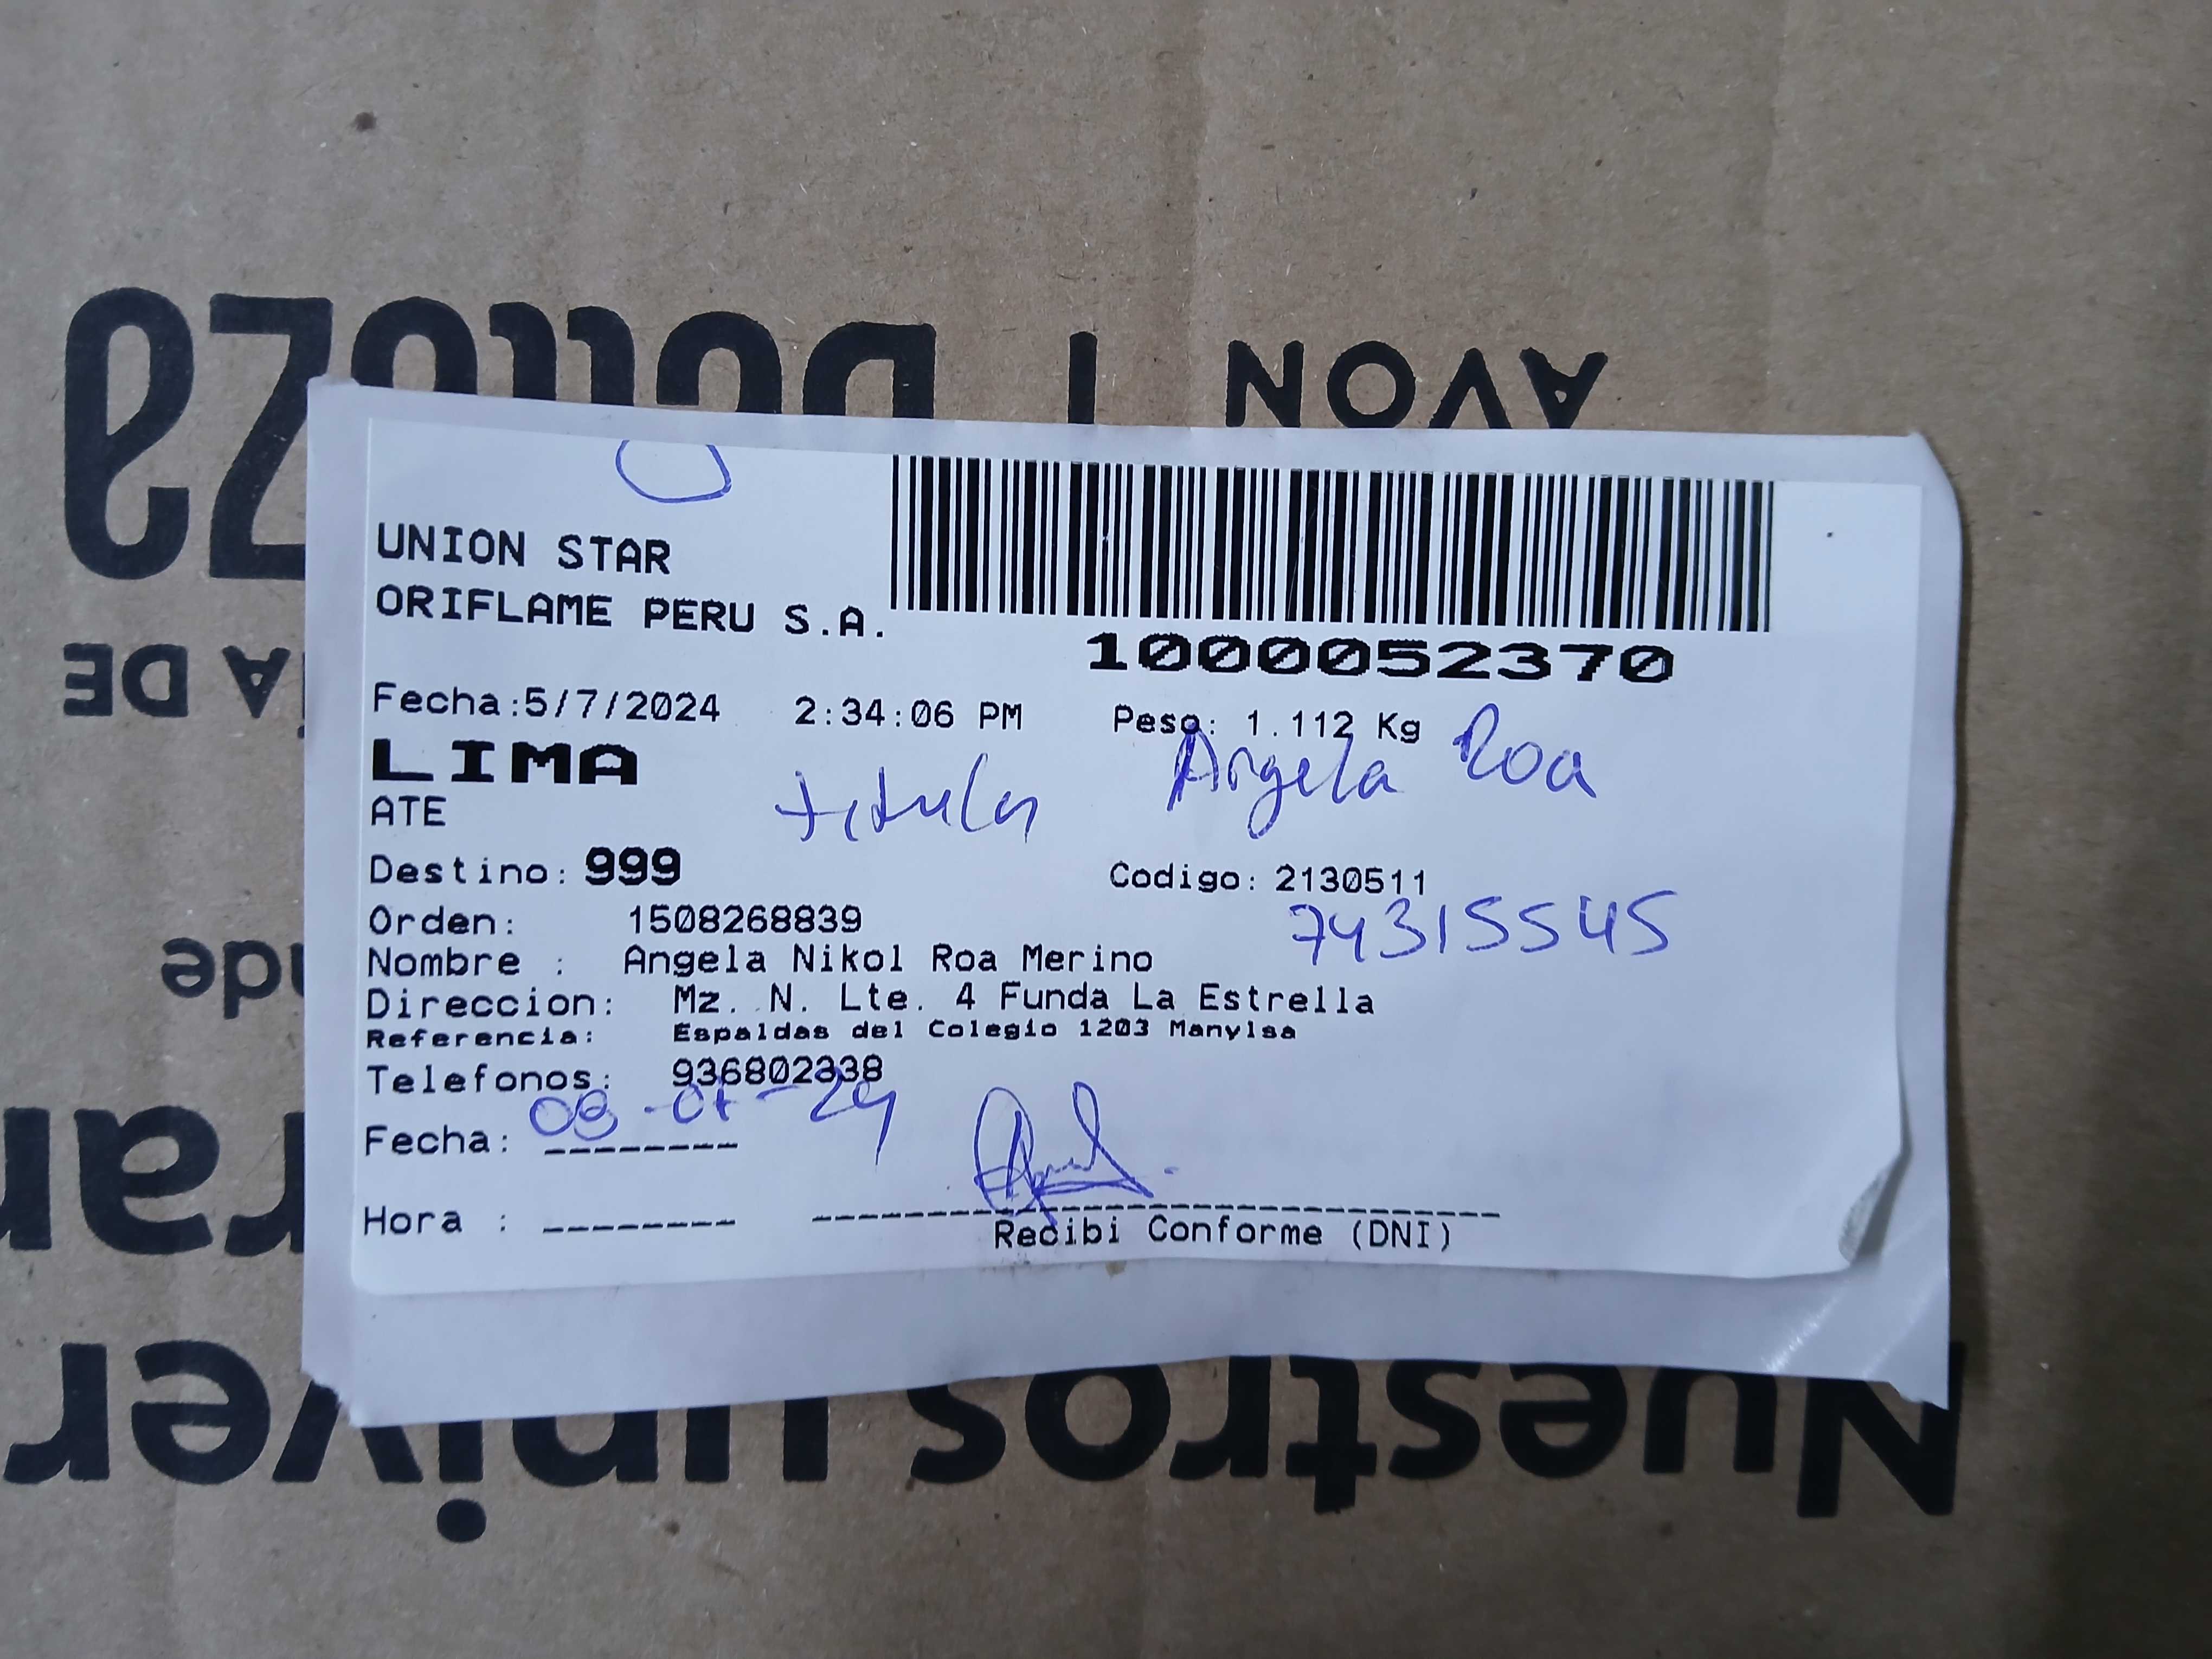 Belleza
AVON |
ÍA DE
UNION STAR
ORIFLAME PERU S.A.
1000052370
Fecha:5/7/2024 2:34:06 PM Peso: 1.112 Kg
LIMA
titular Angela Roa
ATE
Destino: 999 Codigo: 2130511
Orden: 1508268839 74315545
Nombre : Angela Nikol Roa Merino
Direccion: Mz. N. Lte. 4 Funda La Estrella
Referencia: Espaldas del Colegio 1203 Manylsa
Telefonos: 936802338
Fecha: 08-07-24
Hora :
Recibi Conforme (DNI)
Nuestros univer